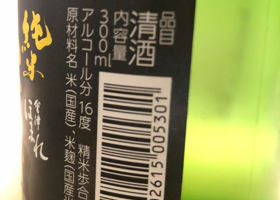 品目
清酒
内容量
300ml
アルコール分 16度 精米歩合
原材料名 米(国産)、米麹(国産
2615 005301
純米
會津
ほまれ